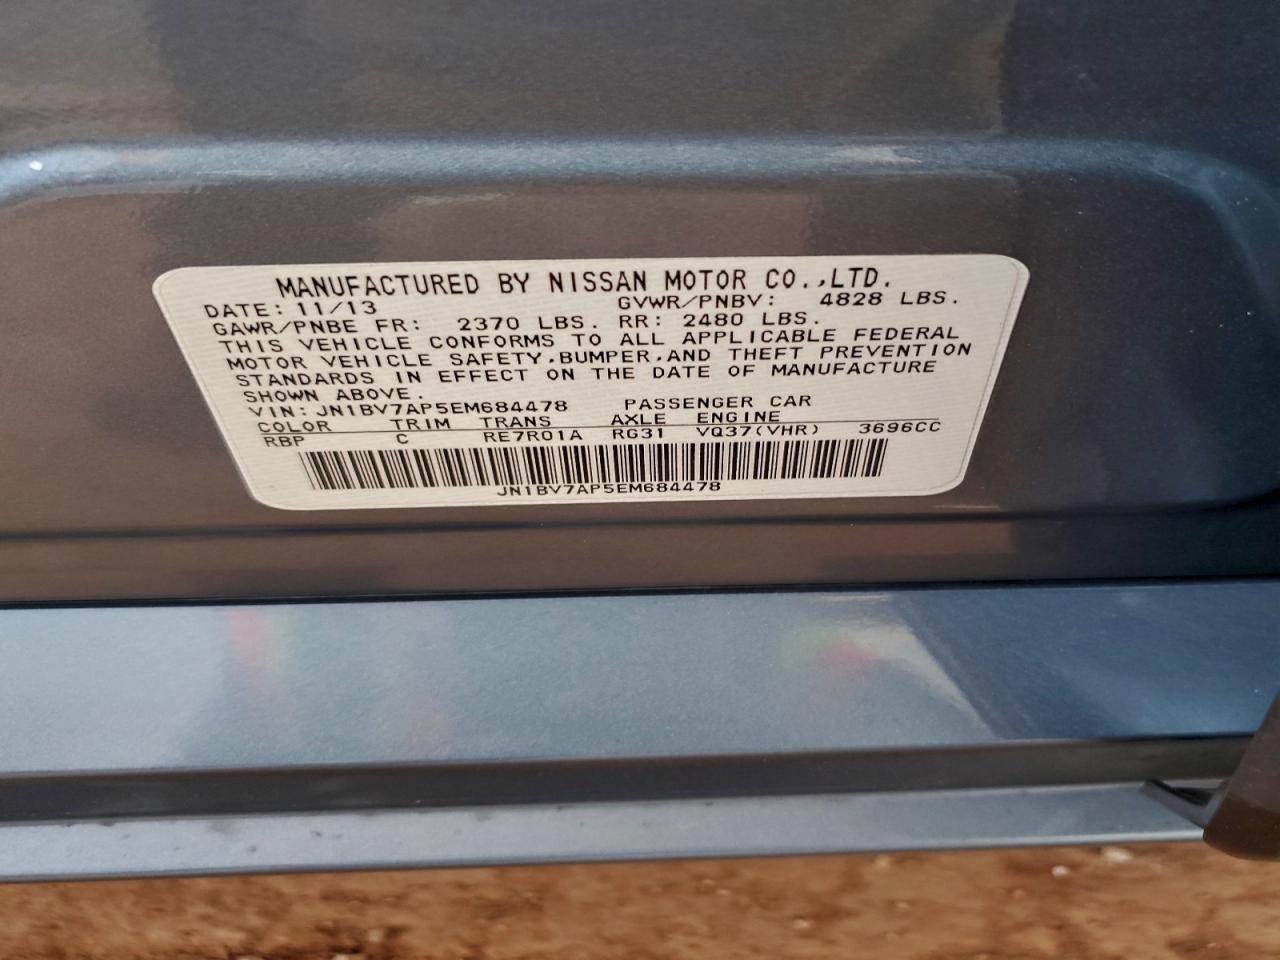 MANUFACTURED BY NISSAN MOTOR CO.,LTD.
DATE: 11/13 GVWR/PNBV: 4828 LBS.
GAWR/PNBE FR: 2370 LBS. RR: 2480 LBS.
THIS VEHICLE CONFORMS TO ALL APPLICABLE FEDERAL
MOTOR VEHICLE SAFETY,BUMPER,AND THEFT PREVENTION
STANDARDS IN EFFECT ON THE DATE OF MANUFACTURE
SHOWN ABOVE.
VIN: JN1BV7AP5EM684478 PASSENGER CAR
COLOR TRIM TRANS AXLE ENGINE
RBP C RE7R01A RG31 VQ37(VHR) 3696CC
JN1BV7AP5EM684478